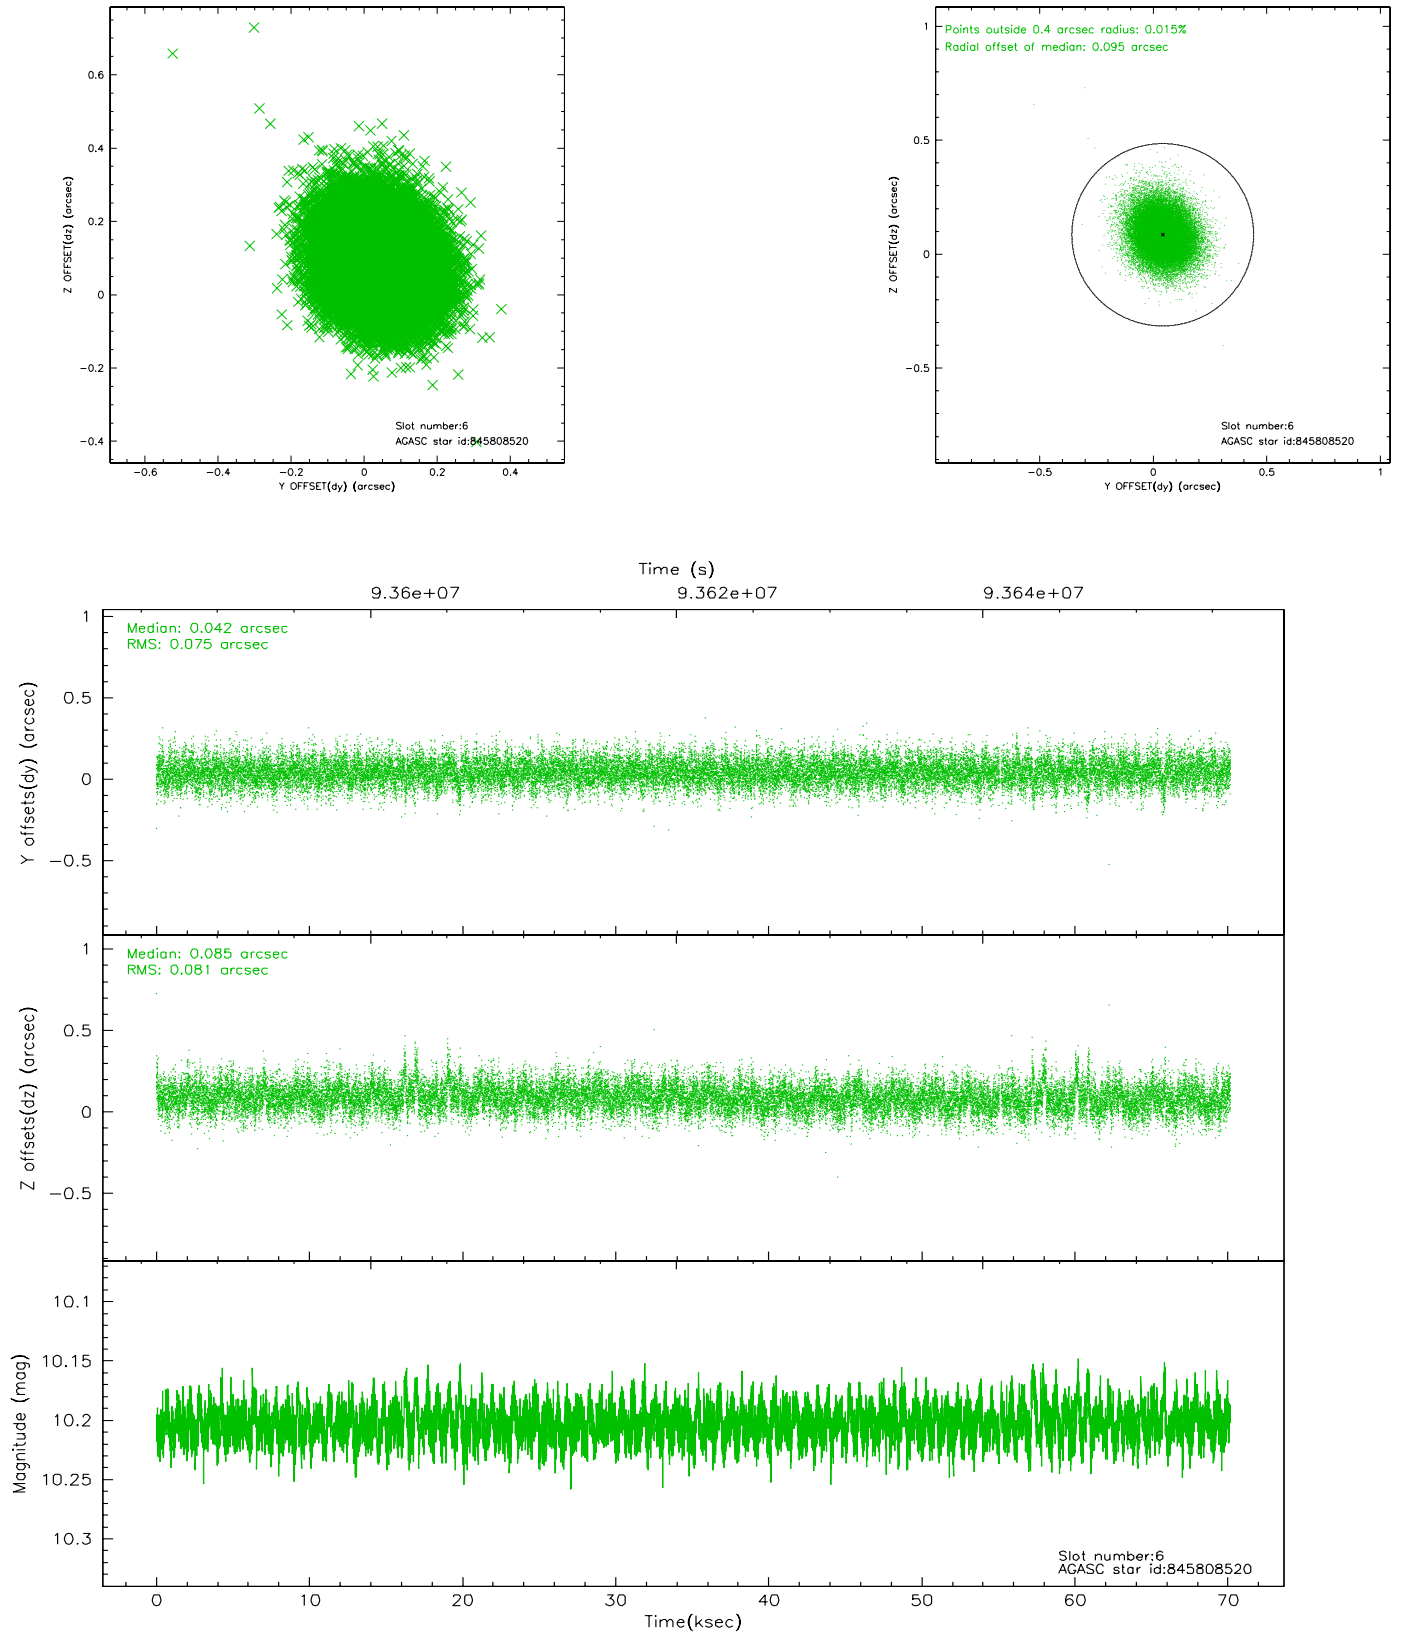 0.6
0.4
0.2
0
−0.2
−0.4
Z OFFSET(dz) (arcsec)
−0.6
−0.4
−0.2
0
0.2
0.4
Y OFFSET(dy) (arcsec)
Slot number:6
AGASC star id:845808520
Points outside 0.4 arcsec radius: 0.015%
Radial offset of median: 0.095 arcsec
1
0.5
0
−0.5
Z OFFSET(dz) (arcsec)
−0.5
0
0.5
1
Y OFFSET(dy) (arcsec)
Slot number:6
AGASC star id:845808520
Time (s)
9.36e+07
9.362e+07
9.364e+07
Median: 0.042 arcsec
RMS: 0.075 arcsec
1
0.5
0
−0.5
Y offsets(dy) (arcsec)
Median: 0.085 arcsec
RMS: 0.081 arcsec
1
0.5
0
−0.5
Z offsets(dz) (arcsec)
10.1
10.15
10.2
10.25
10.3
Magnitude (mag)
Slot number:6
AGASC star id:845808520
0
10
20
30
40
50
60
70
Time(ksec)